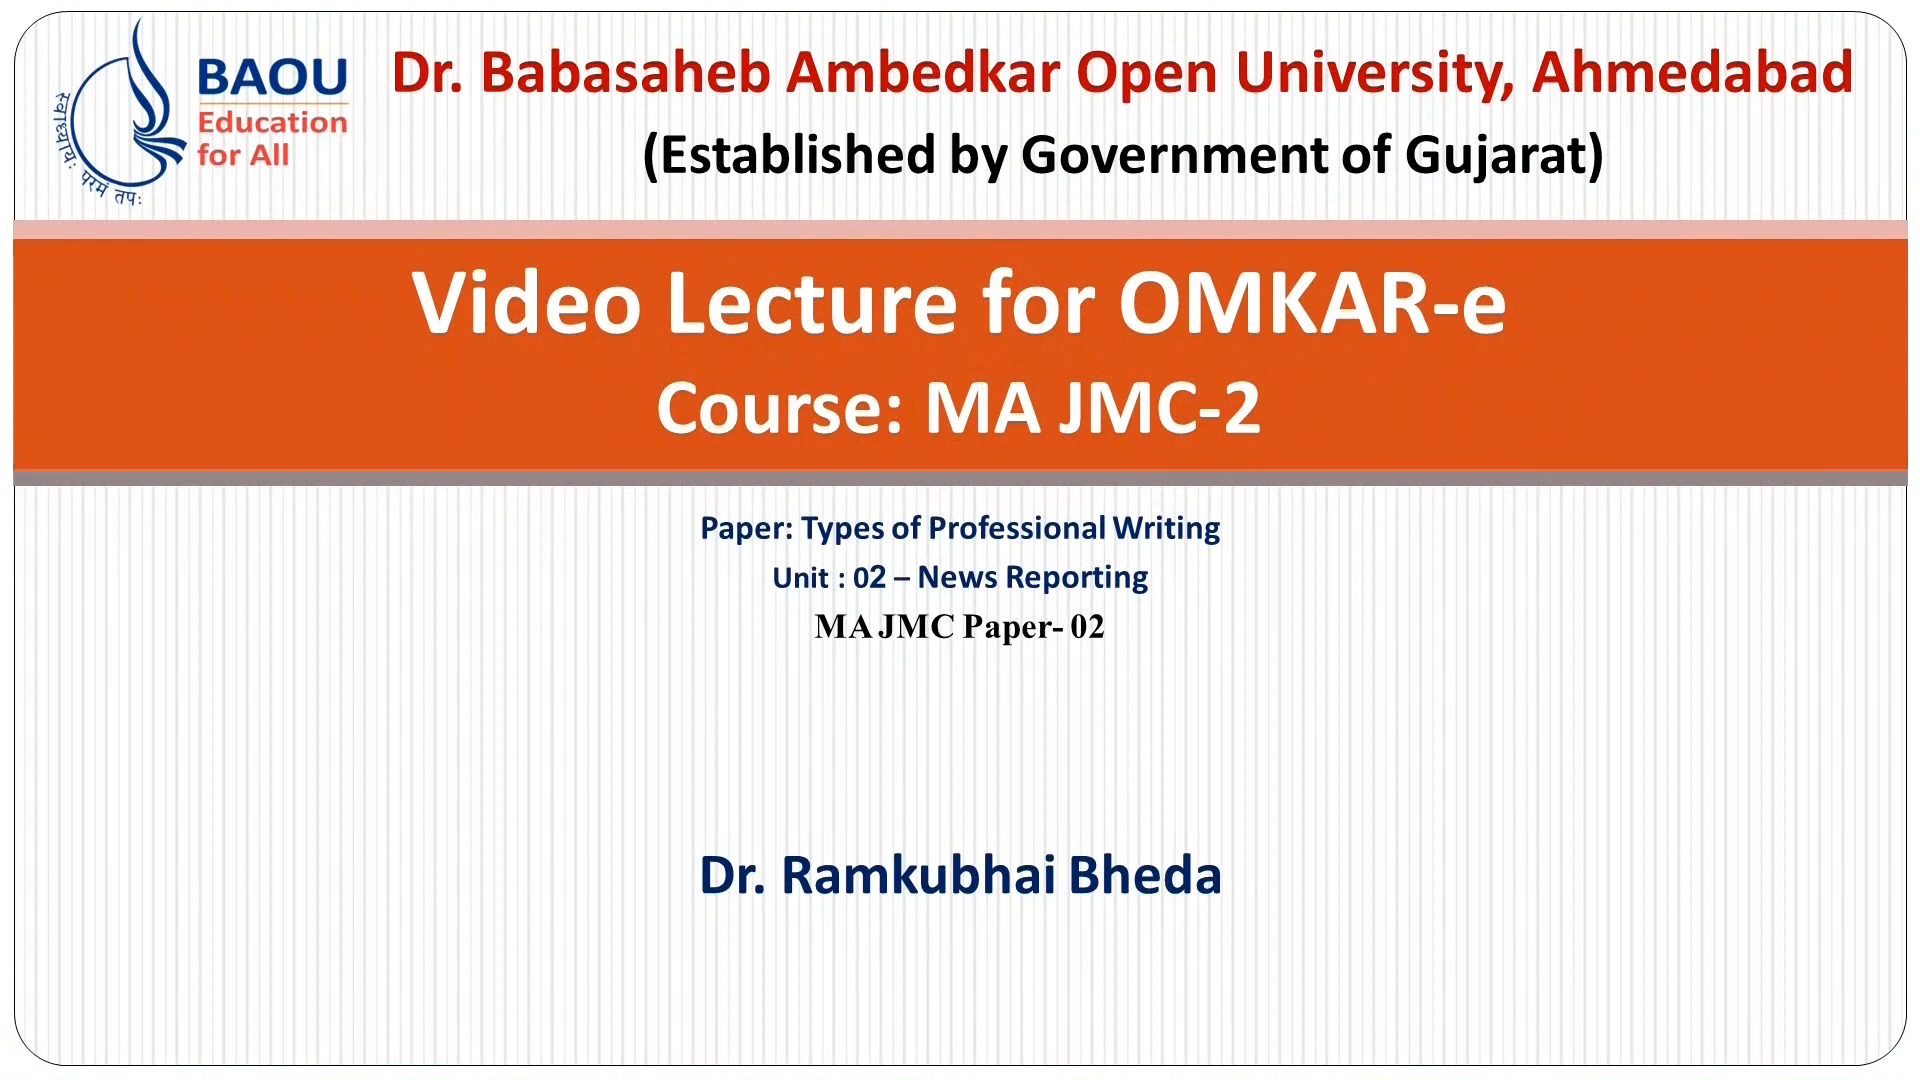 स्वाध्यायः परमं तपः
BAOU
Education
for All
Dr. Babasaheb Ambedkar Open University, Ahmedabad
(Established by Government of Gujarat)
Video Lecture for OMKAR-e
Course: MA JMC-2
Paper: Types of Professional Writing
Unit : 02 – News Reporting
MA JMC Paper- 02
Dr. Ramkubhai Bheda